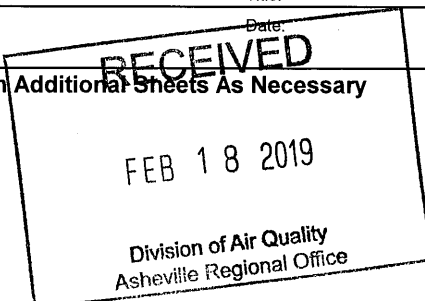 Date:
RECEIVED
Additional Sheets As Necessary
FEB 18 2019
Division of Air Quality
Asheville Regional Office